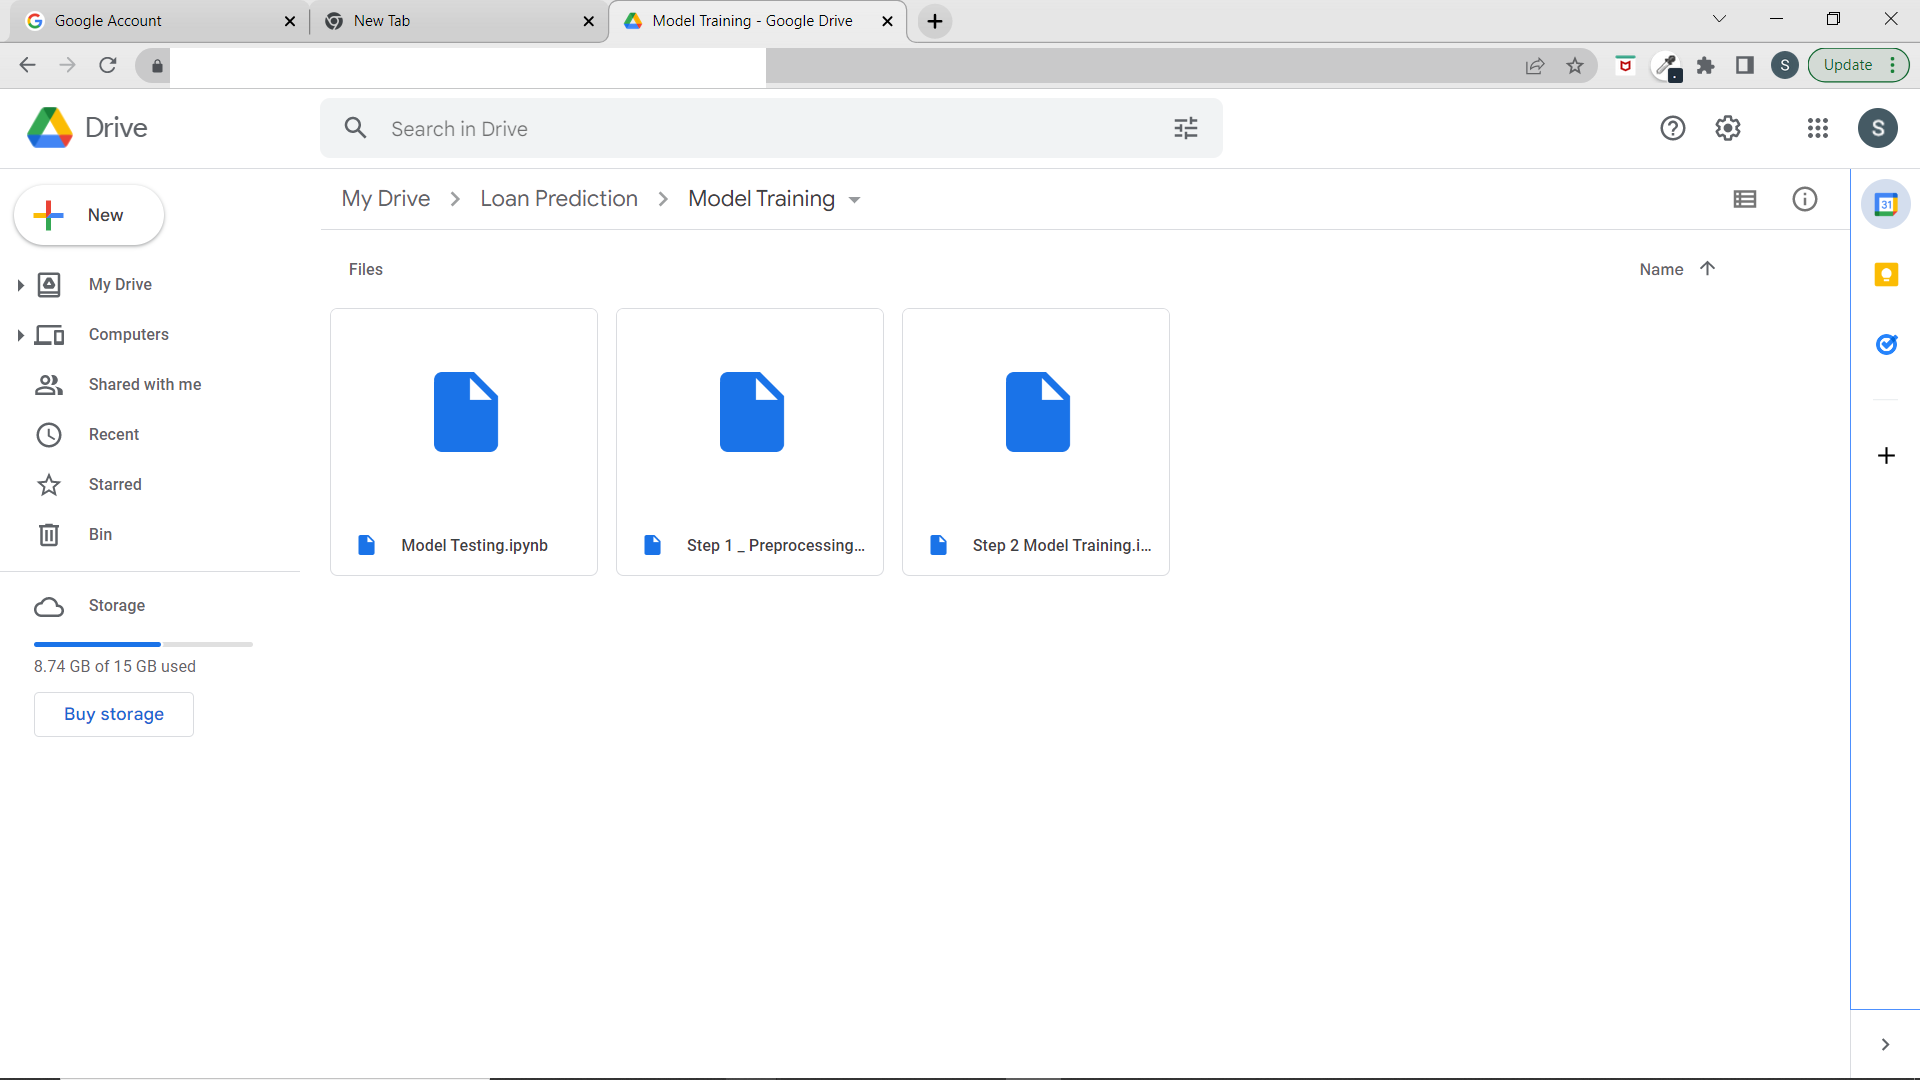 Google Account
New Tab
Model Training - Google Drive
S
Update
Drive
Search in Drive
S
New
My Drive
Computers
Shared with me
Recent
Starred
Bin
Storage
8.74 GB of 15 GB used
Buy storage
My Drive > Loan Prediction > Model Training
Files
Name
Model Testing.ipynb
Step 1 _ Preprocessing...
Step 2 Model Training.i...
31